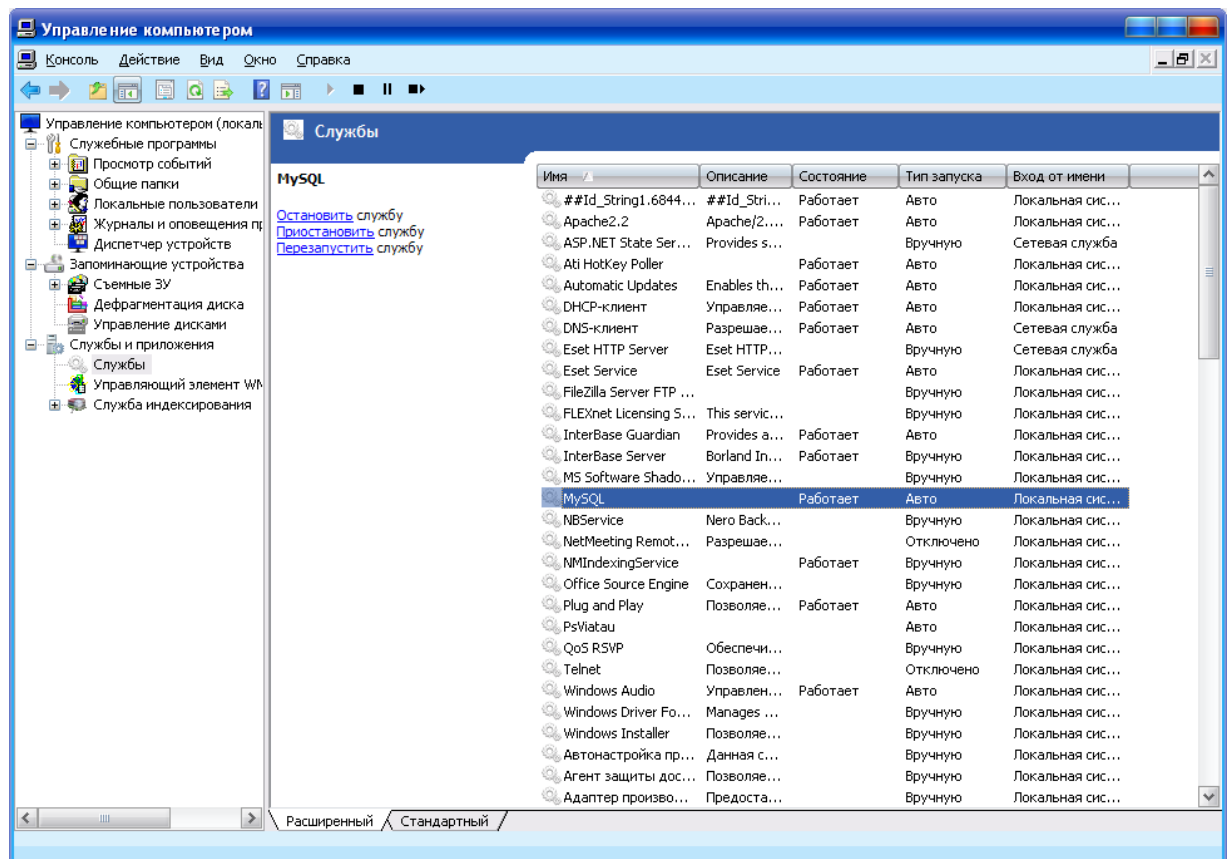 Управление компьютером
Консоль Действие Вид Окно Справка
Управление компьютером (локаль
Служебные программы
Просмотр событий
Общие папки
Локальные пользователи
Журналы и оповещения пр
Диспетчер устройств
Запоминающие устройства
Съемные ЗУ
Дефрагментация диска
Управление дисками
Службы и приложения
Службы
Управляющий элемент WM
Служба индексирования
Службы
MySQL
Остановить службу
Приостановить службу
Перезапустить службу
Имя Описание Состояние Тип запуска Вход от имени
##Id_String1.6844... ##Id_Stri... Работает Авто Локальная сис...
Apache2.2 Apache/2.... Работает Авто Локальная сис...
ASP.NET State Ser... Provides s... Вручную Сетевая служба
Ati HotKey Poller Работает Авто Локальная сис...
Automatic Updates Enables th... Работает Авто Локальная сис...
DHCP-клиент Управляе... Работает Авто Локальная сис...
DNS-клиент Разрешае... Работает Авто Сетевая служба
Eset HTTP Server Eset HTTP... Вручную Сетевая служба
Eset Service Eset Service Работает Авто Локальная сис...
FileZilla Server FTP ... Вручную Локальная сис...
FLEXnet Licensing S... This servic... Вручную Локальная сис...
InterBase Guardian Provides a... Работает Авто Локальная сис...
InterBase Server Borland In... Работает Вручную Локальная сис...
MS Software Shado... Управляе... Вручную Локальная сис...
MySQL Работает Авто Локальная сис...
NBService Nero Back... Вручную Локальная сис...
NetMeeting Remot... Разрешае... Отключено Локальная сис...
NMIndexingService Работает Вручную Локальная сис...
Office Source Engine Сохранен... Вручную Локальная сис...
Plug and Play Позволяе... Работает Авто Локальная сис...
PsViatau Авто Локальная сис...
QoS RSVP Обеспечи... Вручную Локальная сис...
Telnet Позволяе... Отключено Локальная сис...
Windows Audio Управлен... Работает Авто Локальная сис...
Windows Driver Fo... Manages ... Вручную Локальная сис...
Windows Installer Позволяе... Вручную Локальная сис...
Автонастройка пр... Данная с... Вручную Локальная сис...
Агент защиты дос... Позволяе... Вручную Локальная сис...
Адаптер произво... Предоста... Вручную Локальная сис...
Расширенный Стандартный